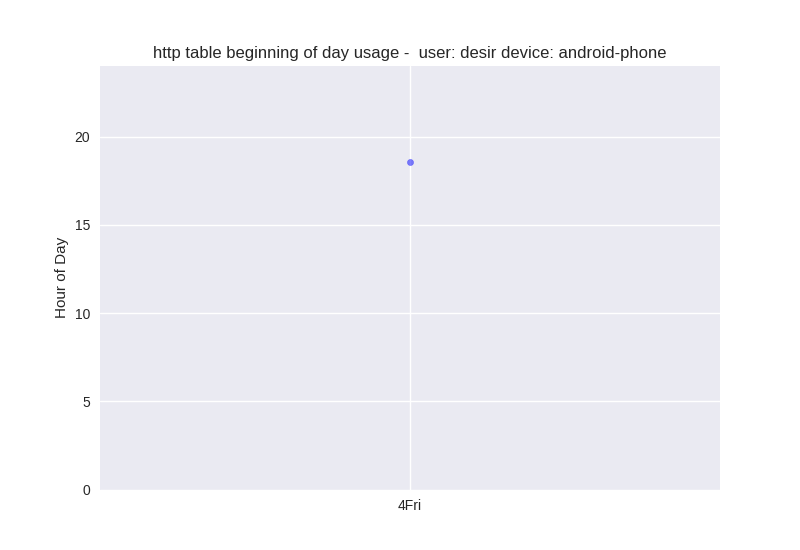 http table beginning of day usage -  user: desir device: android-phone
20
15
10
5
0
Hour of Day
4Fri